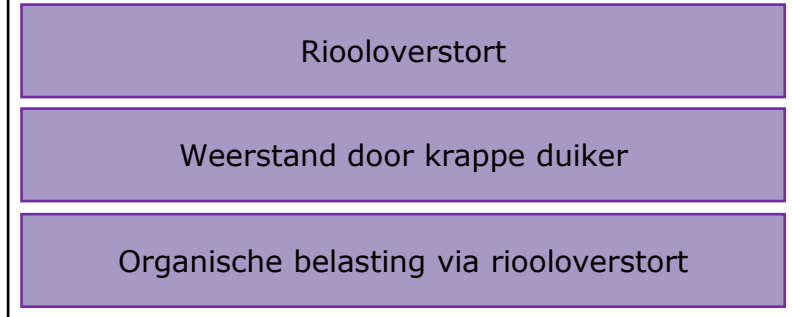 Riooloverstort
Weerstand door krappe duiker
Organische belasting via riooloverstort